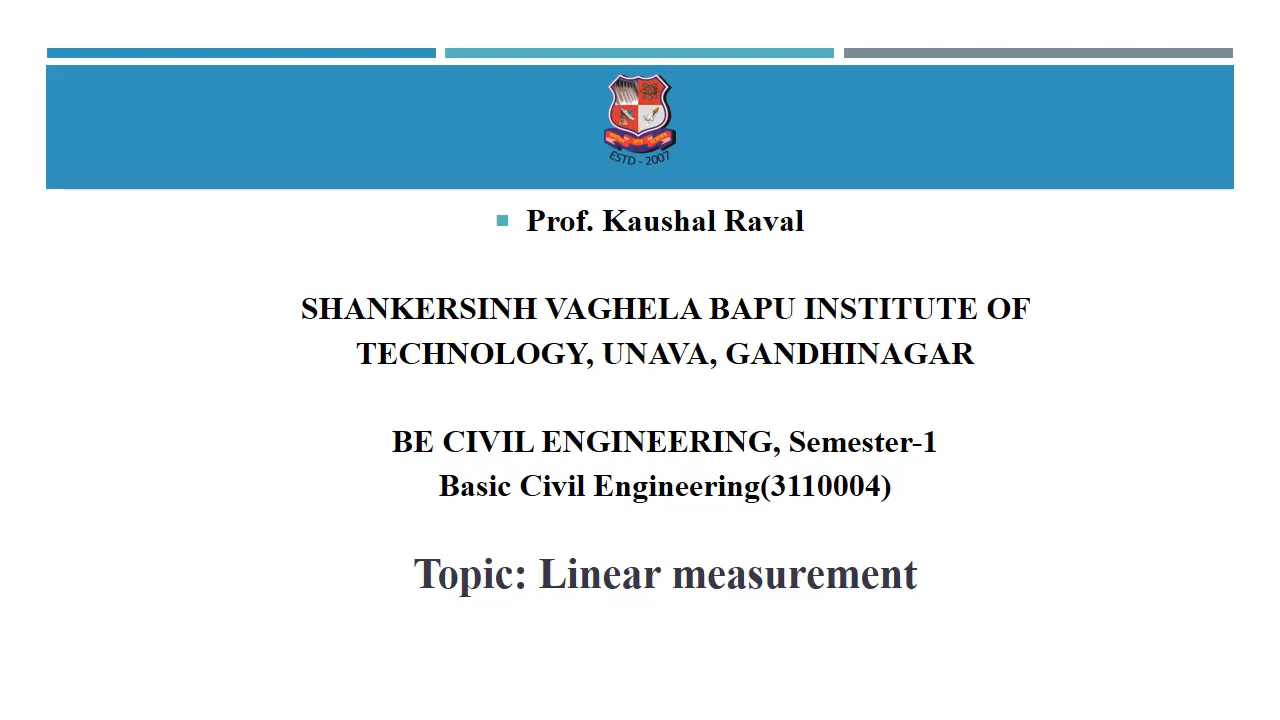 ESTD - 2007
Prof. Kaushal Raval
SHANKERSINH VAGHELA BAPU INSTITUTE OF
TECHNOLOGY, UNAVA, GANDHINAGAR
BE CIVIL ENGINEERING, Semester-1
Basic Civil Engineering(3110004)
Topic: Linear measurement